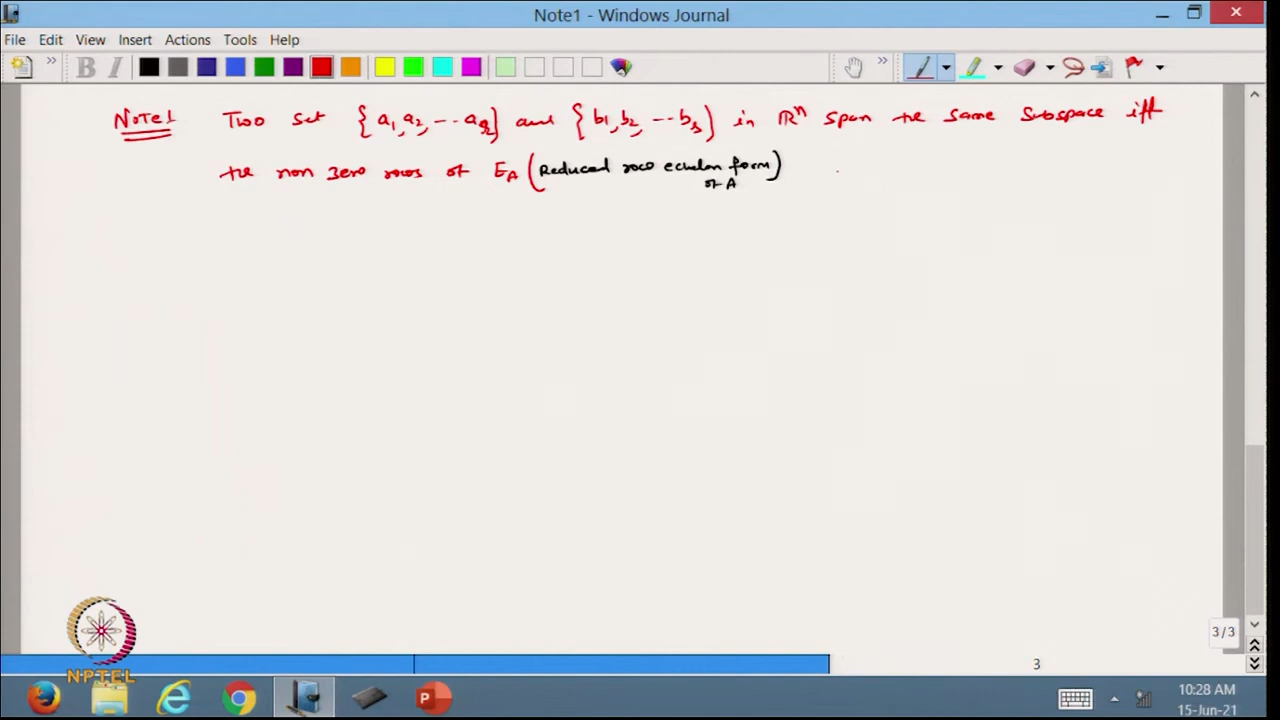 Note1 - Windows Journal
File Edit View Insert Actions Tools Help
Note1 Two set {a1, a2, --- ar} and {b1, b2, --- bs} in ℝⁿ span the same subspace iff
the non zero rows of EA (Reduced row echelon form
of A)
3/3
3
NPTEL
10:28 AM
15-Jun-21